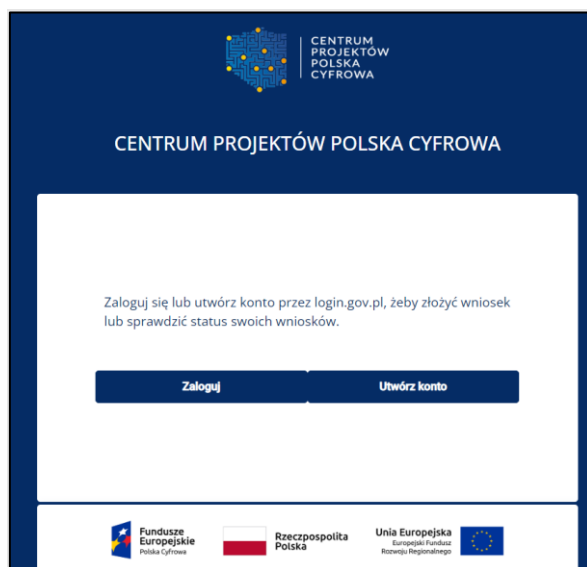 CENTRUM
PROJEKTÓW
POLSKA
CYFROWA
CENTRUM PROJEKTÓW POLSKA CYFROWA
Zaloguj się lub utwórz konto przez login.gov.pl, żeby złożyć wniosek
lub sprawdzić status swoich wniosków.
Zaloguj
Utwórz konto
Fundusze
Europejskie
Polska Cyfrowa
Rzeczpospolita
Polska
Unia Europejska
Europejski Fundusz
Rozwoju Regionalnego